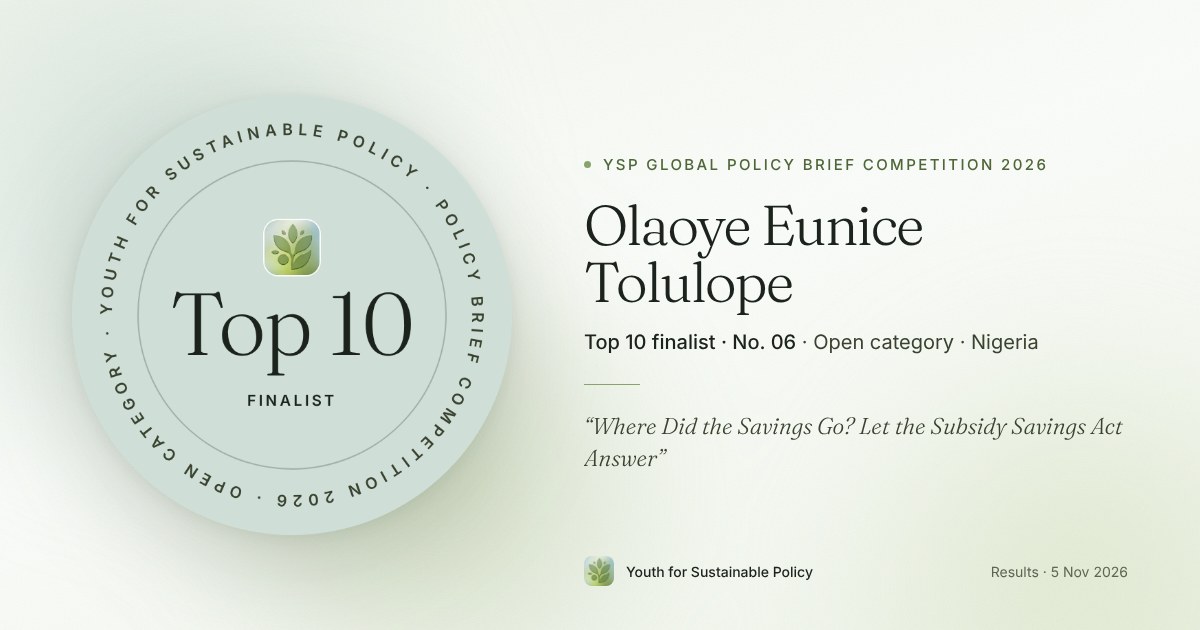 YOUTH FOR SUSTAINABLE POLICY · POLICY BRIEF COMPETITION 2026 · OPEN CATEGORY ·
Top 10
FINALIST
YSP GLOBAL POLICY BRIEF COMPETITION 2026
Olaoye Eunice
Tolulope
Top 10 finalist · No. 06 · Open category · Nigeria
“Where Did the Savings Go? Let the Subsidy Savings Act
Answer”
Youth for Sustainable Policy
Results · 5 Nov 2026